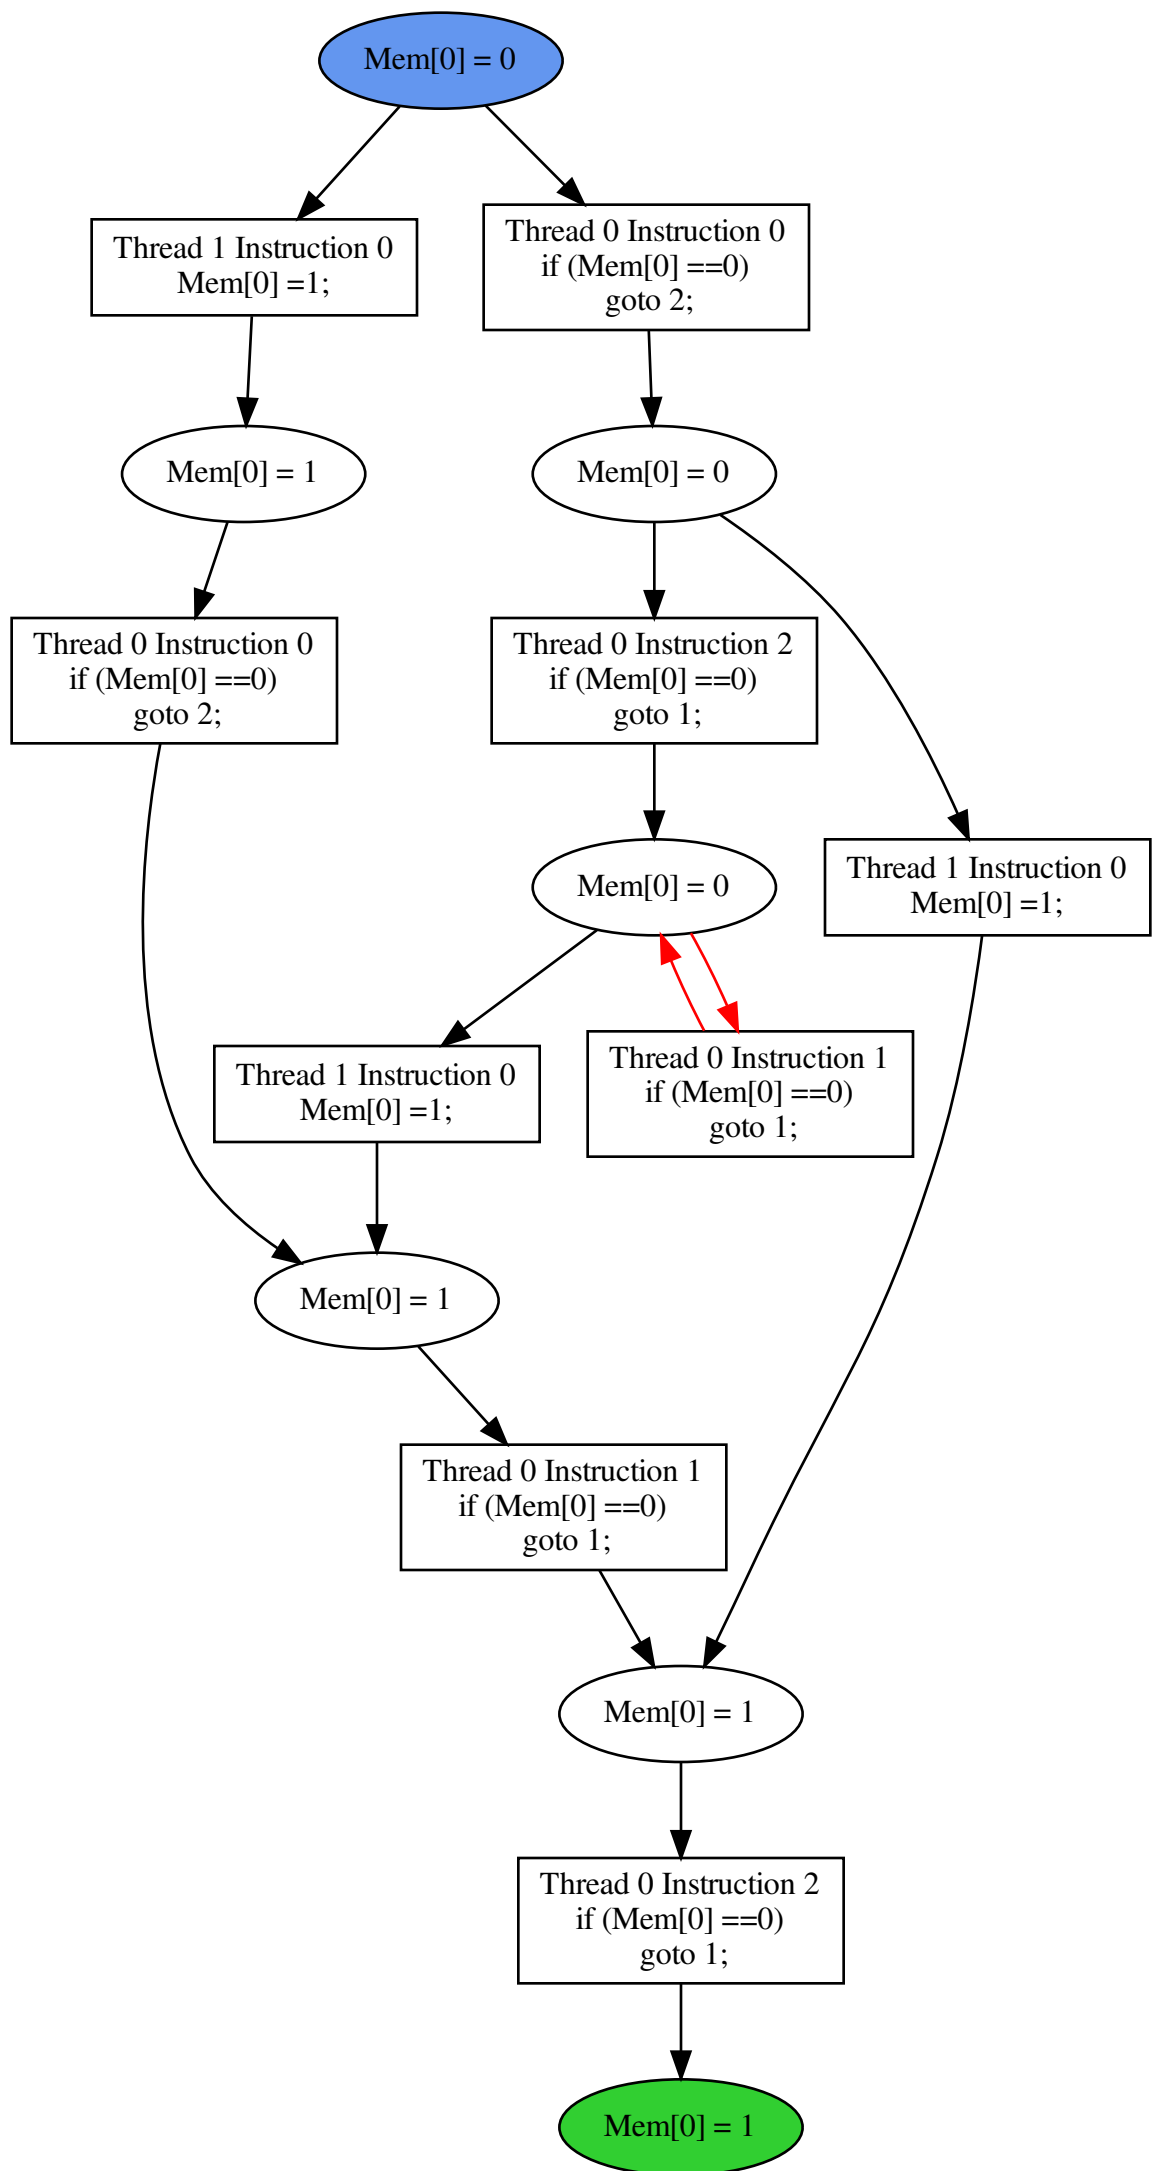 Mem[0] = 0
Thread 1 Instruction 0
Mem[0] =1;
Thread 0 Instruction 0
if (Mem[0] ==0)
goto 2;
Mem[0] = 1
Mem[0] = 0
Thread 0 Instruction 0
if (Mem[0] ==0)
goto 2;
Thread 0 Instruction 2
if (Mem[0] ==0)
goto 1;
Mem[0] = 0
Thread 1 Instruction 0
Mem[0] =1;
Thread 1 Instruction 0
Mem[0] =1;
Thread 0 Instruction 1
if (Mem[0] ==0)
goto 1;
Mem[0] = 1
Thread 0 Instruction 1
if (Mem[0] ==0)
goto 1;
Mem[0] = 1
Thread 0 Instruction 2
if (Mem[0] ==0)
goto 1;
Mem[0] = 1